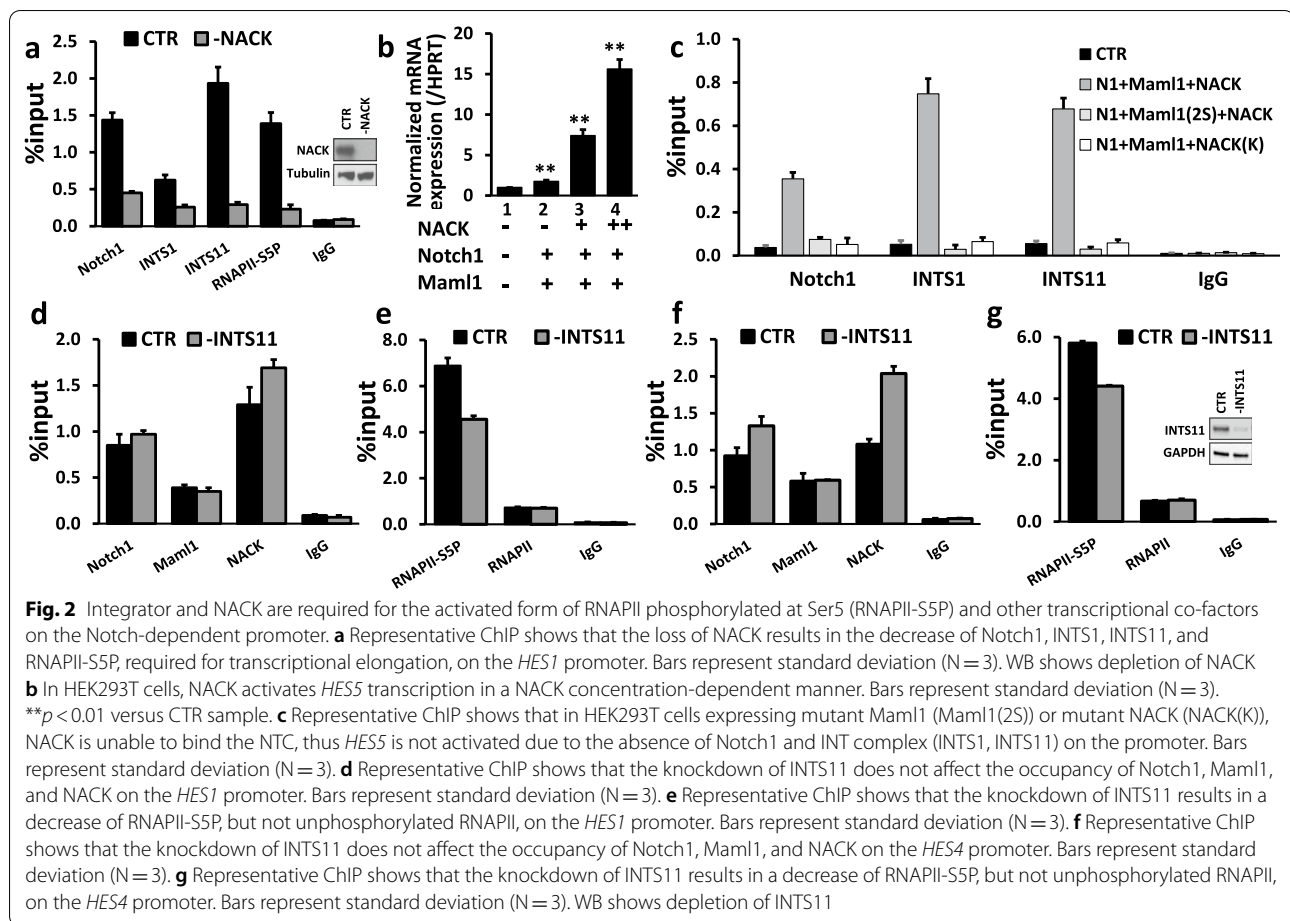 a
CTR
-NACK
%input
2.5
2.0
1.5
1.0
0.5
0.0
Notch1
INTS1
INTS11
RNAPII-S5P
IgG
CTR
-NACK
NACK
Tubulin
b
Normalized mRNA
expression (/HPRT)
20
15
10
5
0
**
**
**
1 2 3 4
NACK - - + ++
Notch1 - + + +
Maml1 - + + +
c
%input
1.0
0.8
0.6
0.4
0.2
0.0
CTR
N1+Maml1+NACK
N1+Maml1(2S)+NACK
N1+Maml1+NACK(K)
Notch1
INTS1
INTS11
IgG
d
CTR
-INTS11
%input
2.0
1.5
1.0
0.5
0.0
Notch1
Maml1
NACK
IgG
e
CTR
-INTS11
%input
8.0
6.0
4.0
2.0
0.0
RNAPII-S5P
RNAPII
IgG
f
CTR
-INTS11
%input
2.5
2.0
1.5
1.0
0.5
0.0
Notch1
Maml1
NACK
IgG
g
CTR
-INTS11
%input
6.0
4.0
2.0
0.0
RNAPII-S5P
RNAPII
IgG
CTR
-INTS11
INTS11
GAPDH
Fig. 2 Integrator and NACK are required for the activated form of RNAPII phosphorylated at Ser5 (RNAPII-S5P) and other transcriptional co-factors
on the Notch-dependent promoter. a Representative ChIP shows that the loss of NACK results in the decrease of Notch1, INTS1, INTS11, and
RNAPII-S5P, required for transcriptional elongation, on the HES1 promoter. Bars represent standard deviation (N = 3). WB shows depletion of NACK
b In HEK293T cells, NACK activates HES5 transcription in a NACK concentration-dependent manner. Bars represent standard deviation (N = 3).
**p < 0.01 versus CTR sample. c Representative ChIP shows that in HEK293T cells expressing mutant Maml1 (Maml1(2S)) or mutant NACK (NACK(K)),
NACK is unable to bind the NTC, thus HES5 is not activated due to the absence of Notch1 and INT complex (INTS1, INTS11) on the promoter. Bars
represent standard deviation (N = 3). d Representative ChIP shows that the knockdown of INTS11 does not affect the occupancy of Notch1, Maml1,
and NACK on the HES1 promoter. Bars represent standard deviation (N = 3). e Representative ChIP shows that the knockdown of INTS11 results in a
decrease of RNAPII-S5P, but not unphosphorylated RNAPII, on the HES1 promoter. Bars represent standard deviation (N = 3). f Representative ChIP
shows that the knockdown of INTS11 does not affect the occupancy of Notch1, Maml1, and NACK on the HES4 promoter. Bars represent standard
deviation (N = 3). g Representative ChIP shows that the knockdown of INTS11 results in a decrease of RNAPII-S5P, but not unphosphorylated RNAPII,
on the HES4 promoter. Bars represent standard deviation (N = 3). WB shows depletion of INTS11